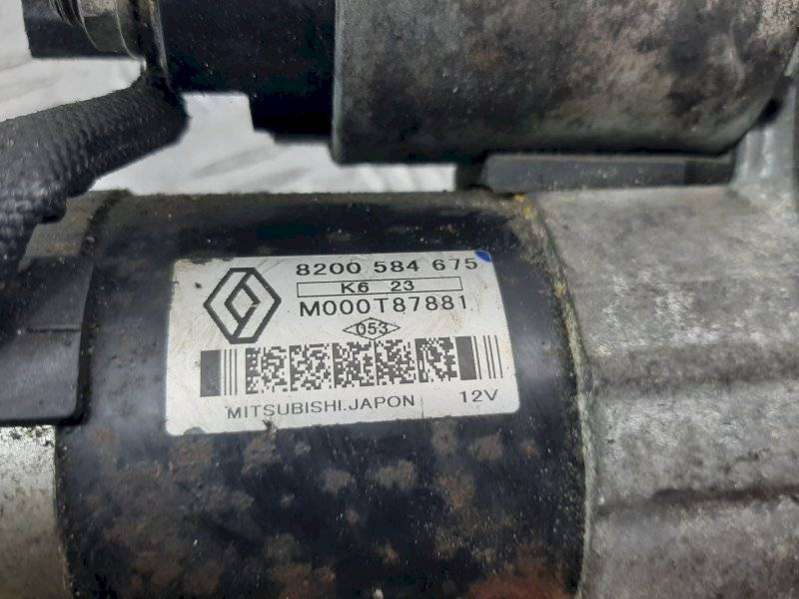 8200 584 675
K6 23
M000T87881
053
MITSUBISHI.JAPON 12V